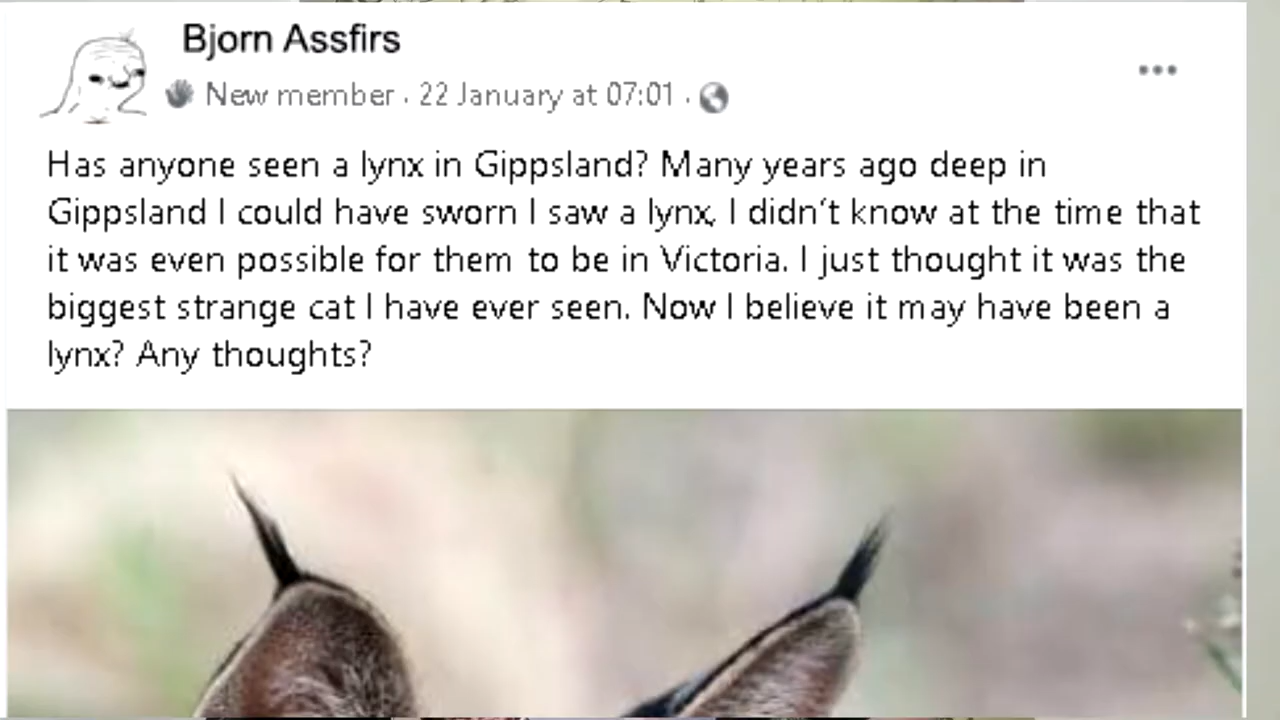 Bjorn Assfirs
New member · 22 January at 07:01 ·
Has anyone seen a lynx in Gippsland? Many years ago deep in
Gippsland I could have sworn I saw a lynx, I didn't know at the time that
it was even possible for them to be in Victoria. I just thought it was the
biggest strange cat I have ever seen. Now I believe it may have been a
lynx? Any thoughts?